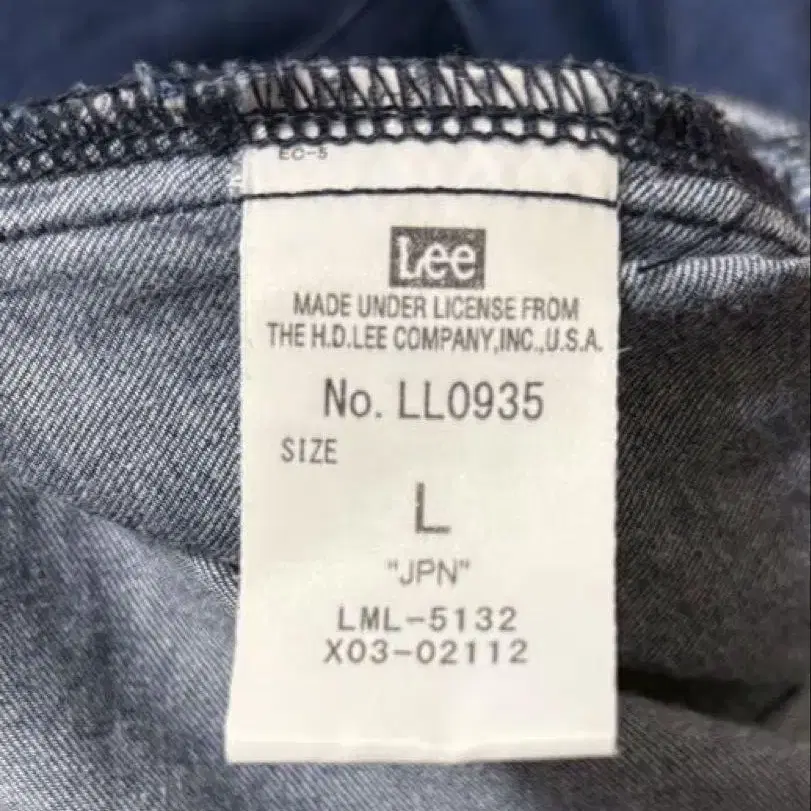 EC-5
Lee
MADE UNDER LICENSE FROM
THE H.D.LEE COMPANY,INC.,U.S.A.
No. LL0935
SIZE
L
"JPN"
LML-5132
X03-02112